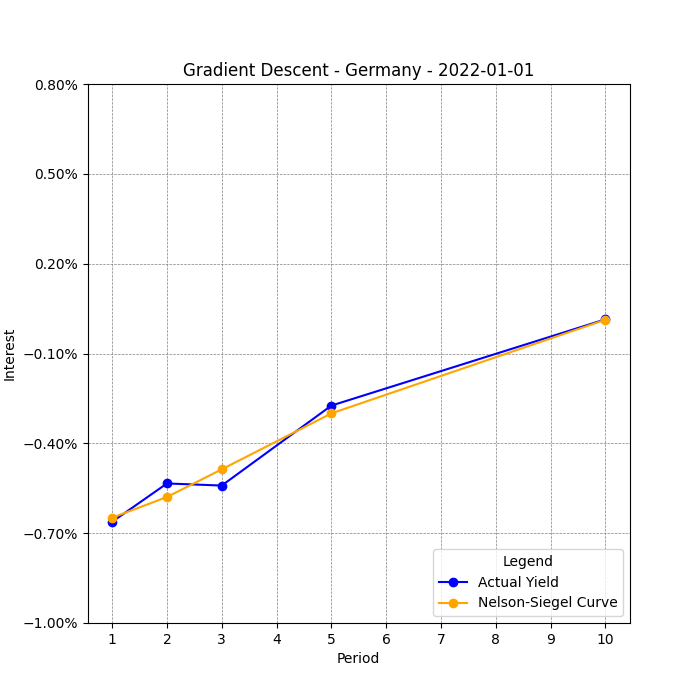 Gradient Descent - Germany - 2022-01-01
0.80%
0.50%
0.20%
−0.10%
−0.40%
−0.70%
−1.00%
Interest
1 2 3 4 5 6 7 8 9 10
Period
Legend
Actual Yield
Nelson-Siegel Curve